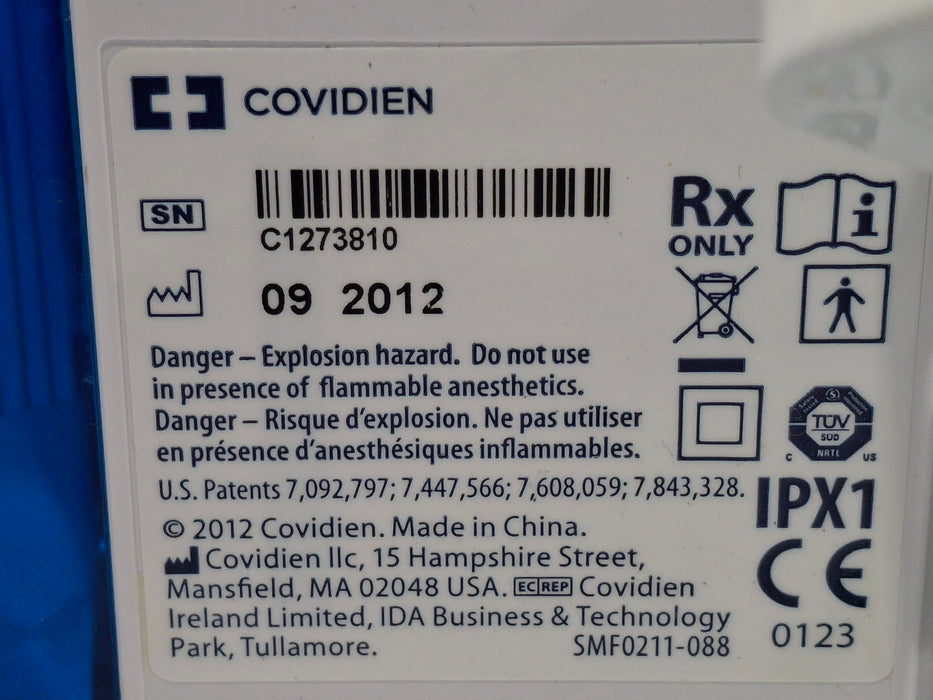 COVIDIEN
SN
C1273810
Rx
ONLY
i
09 2012
Danger – Explosion hazard. Do not use
in presence of flammable anesthetics.
Danger – Risque d'explosion. Ne pas utiliser
en présence d'anesthésiques inflammables.
TÜV
SÜD
NRTL
C US
U.S. Patents 7,092,797; 7,447,566; 7,608,059; 7,843,328.
IPX1
© 2012 Covidien. Made in China.
Covidien llc, 15 Hampshire Street,
Mansfield, MA 02048 USA. EC REP Covidien
Ireland Limited, IDA Business & Technology
Park, Tullamore.
SMF0211-088
CE
0123